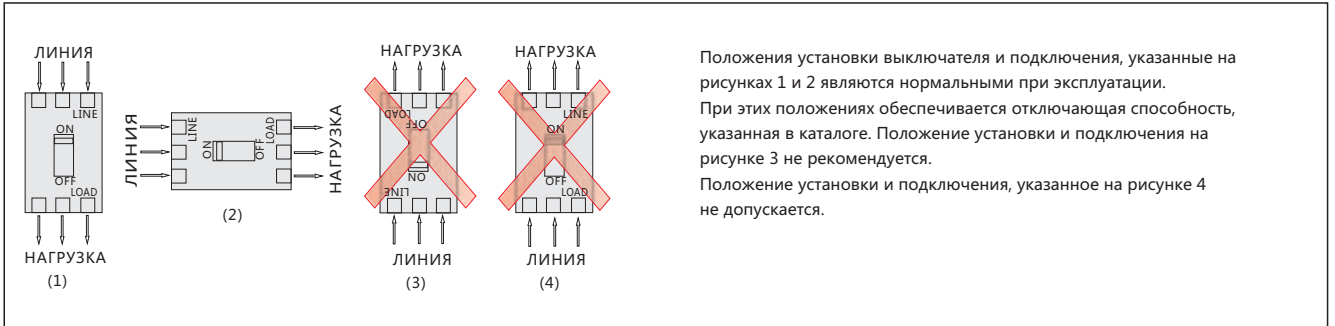 ЛИНИЯ
LINE
ON
OFF
LOAD
НАГРУЗКА
(1)
ЛИНИЯ
LINE
ON
OFF
LOAD
НАГРУЗКА
(2)
НАГРУЗКА
LOAD
OFF
ON
LINE
ЛИНИЯ
(3)
НАГРУЗКА
LINE
ON
OFF
LOAD
ЛИНИЯ
(4)
Положения установки выключателя и подключения, указанные на
рисунках 1 и 2 являются нормальными при эксплуатации.
При этих положениях обеспечивается отключающая способность,
указанная в каталоге. Положение установки и подключения на
рисунке 3 не рекомендуется.
Положение установки и подключения, указанное на рисунке 4
не допускается.